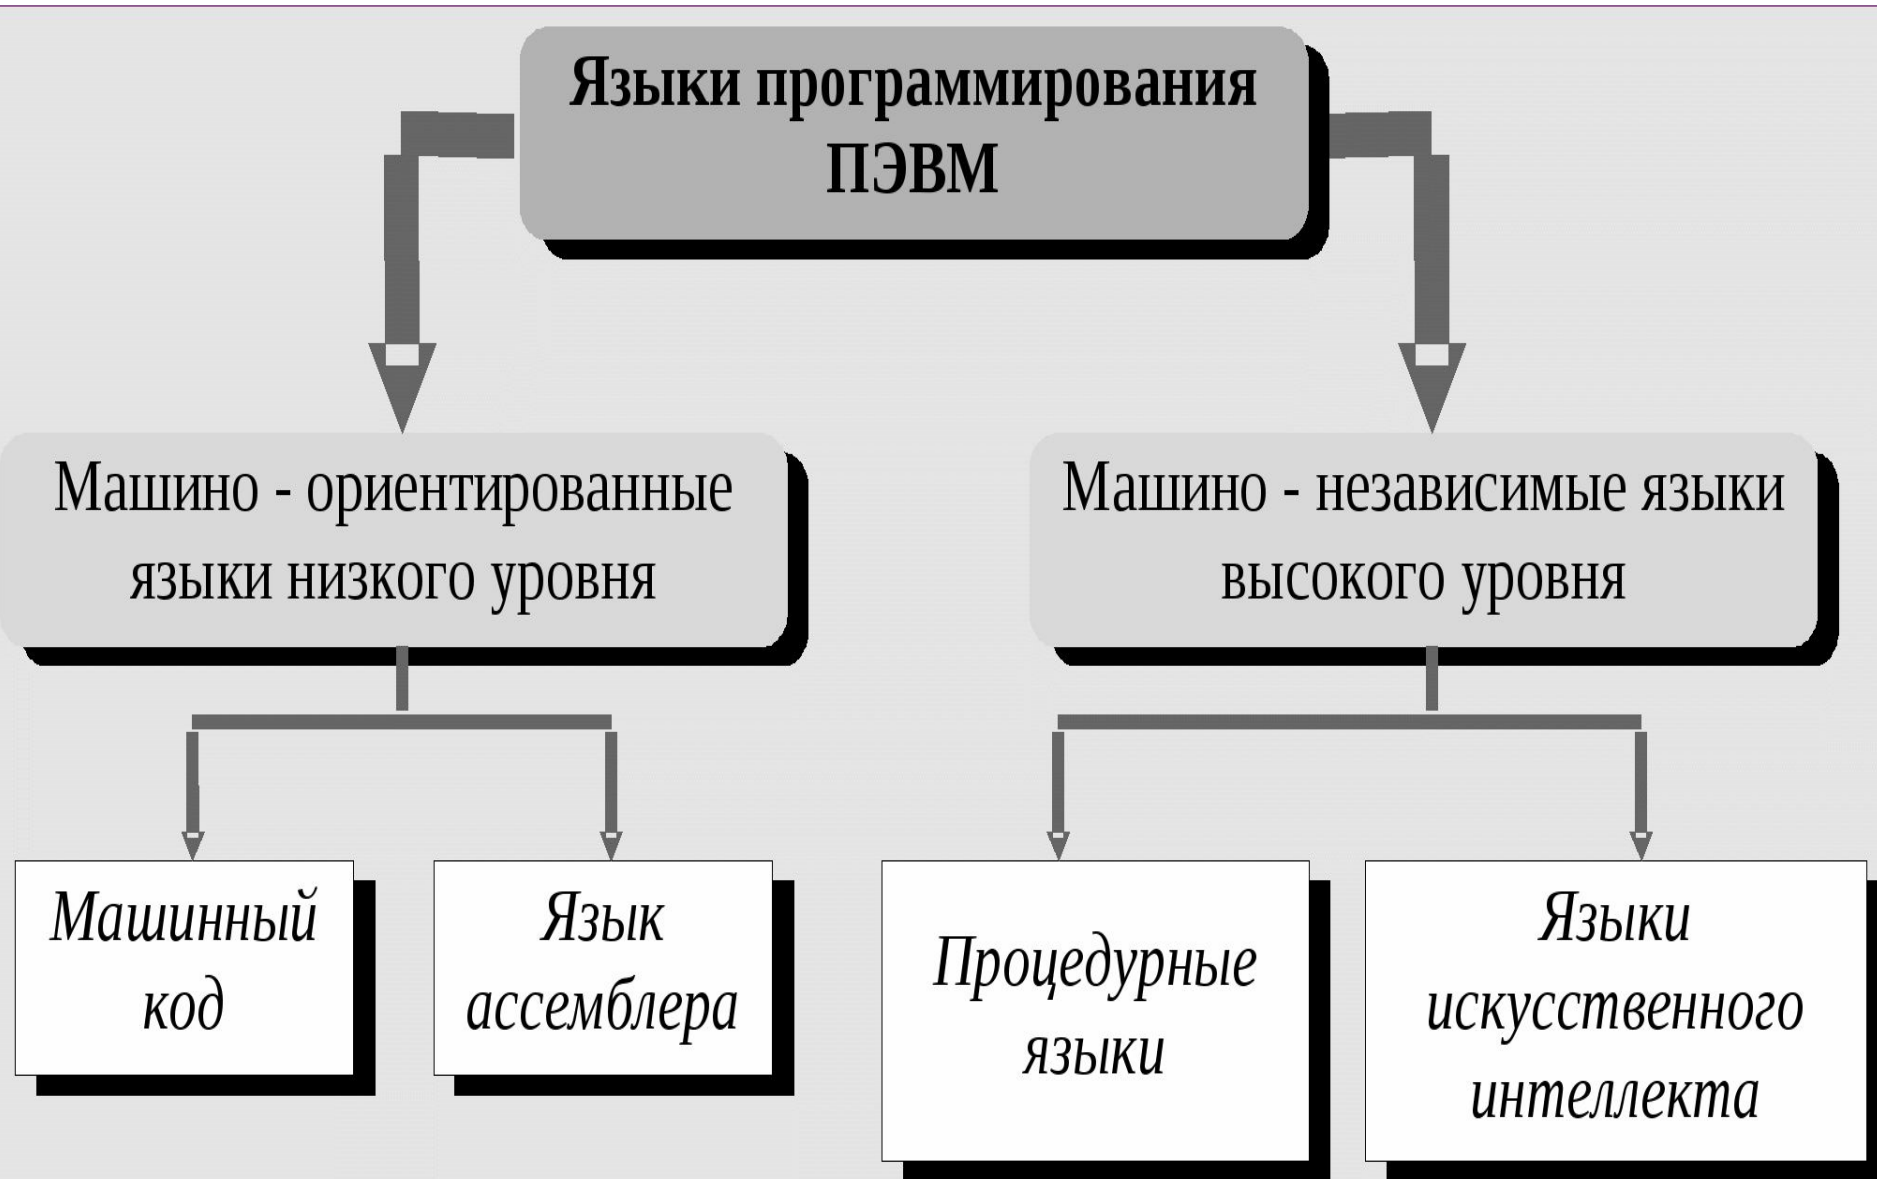 Языки программирования
ПЭВМ
Машино - ориентированные
языки низкого уровня
Машино - независимые языки
высокого уровня
Машинный
код
Язык
ассемблера
Процедурные
языки
Языки
искусственного
интеллекта